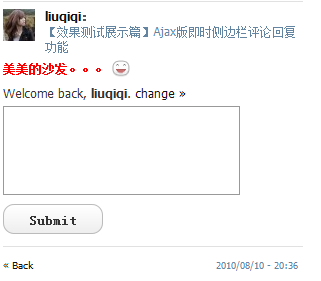 liuqiqi:
【效果测试展示篇】Ajax版即时侧边栏评论回复
功能
美美的沙发。。。
Welcome back, liuqiqi. change »
Submit
« Back 2010/08/10 - 20:36